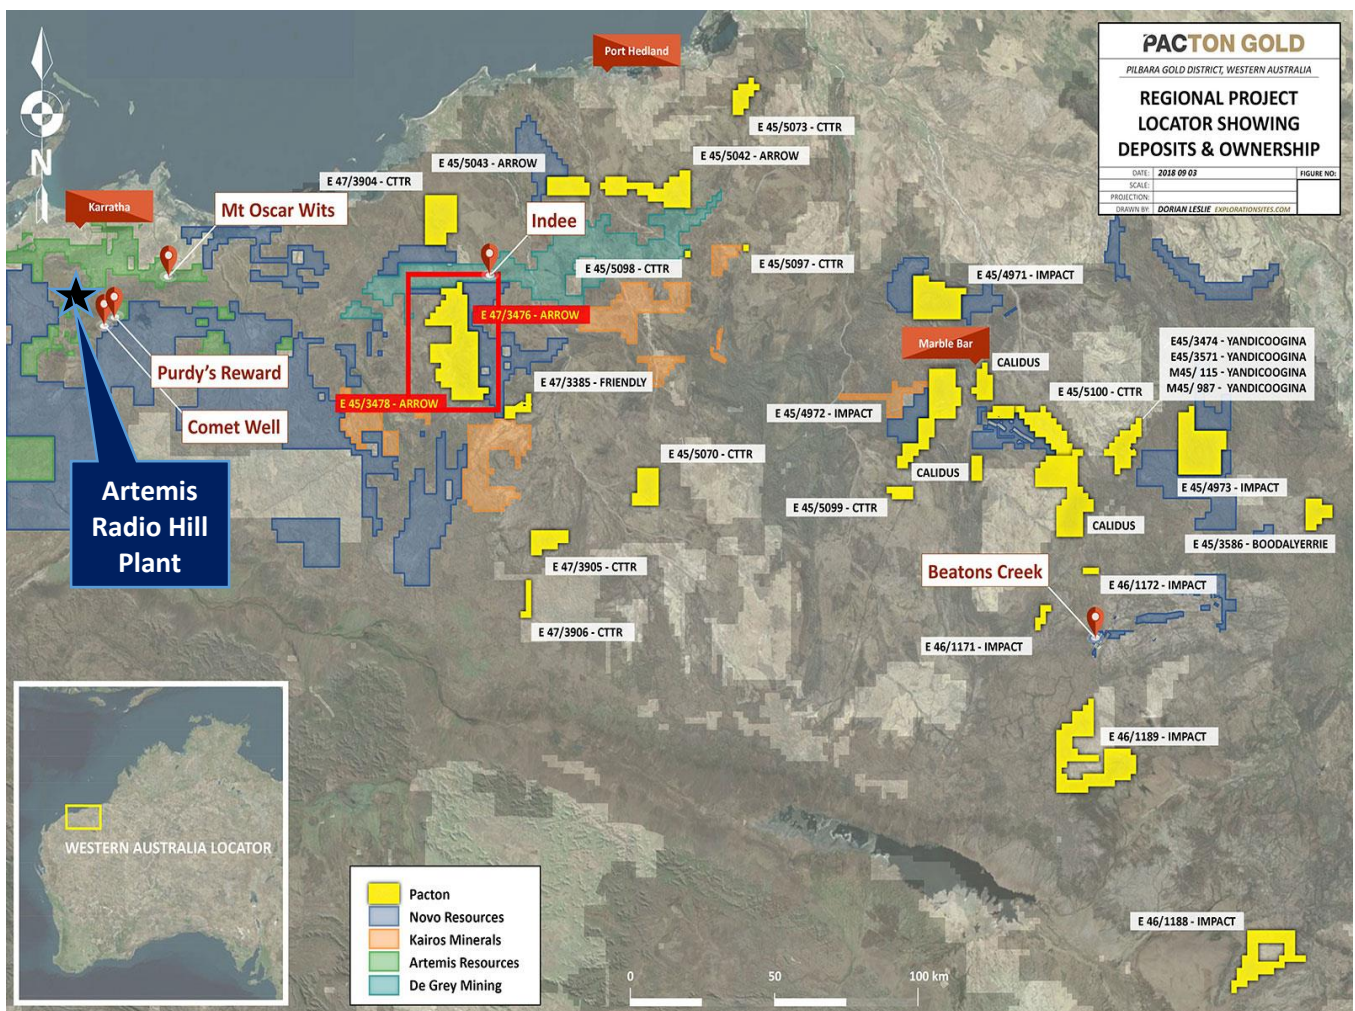 PACTON GOLD
PILBARA GOLD DISTRICT, WESTERN AUSTRALIA
REGIONAL PROJECT
LOCATOR SHOWING
DEPOSITS & OWNERSHIP
DATE: 2018 09 03
FIGURE NO:
SCALE:
PROJECTION:
DRAWN BY: DORIAN LESLIE EXPLORATIONSITES.COM
N
Port Hedland
E 45/5073 - CTTR
E 45/5043 - ARROW
E 45/5042 - ARROW
E 47/3904 - CTTR
Karratha
Mt Oscar Wits
Indee
E 45/5098 - CTTR
E 45/5097 - CTTR
E 45/4971 - IMPACT
E 47/3476 - ARROW
Marble Bar
CALIDUS
E45/3474 - YANDICOOGINA
E45/3571 - YANDICOOGINA
M45/ 115 - YANDICOOGINA
M45/ 987 - YANDICOOGINA
Purdy's Reward
E 47/3385 - FRIENDLY
E 45/5100 - CTTR
E 45/3478 - ARROW
E 45/4972 - IMPACT
Comet Well
E 45/5070 - CTTR
CALIDUS
E 45/4973 - IMPACT
Artemis
Radio Hill
Plant
E 45/5099 - CTTR
CALIDUS
E 45/3586 - BOODALYERRIE
E 47/3905 - CTTR
Beatons Creek
E 46/1172 - IMPACT
E 47/3906 - CTTR
E 46/1171 - IMPACT
E 46/1189 - IMPACT
WESTERN AUSTRALIA LOCATOR
Pacton
Novo Resources
Kairos Minerals
Artemis Resources
De Grey Mining
E 46/1188 - IMPACT
0 50 100 km